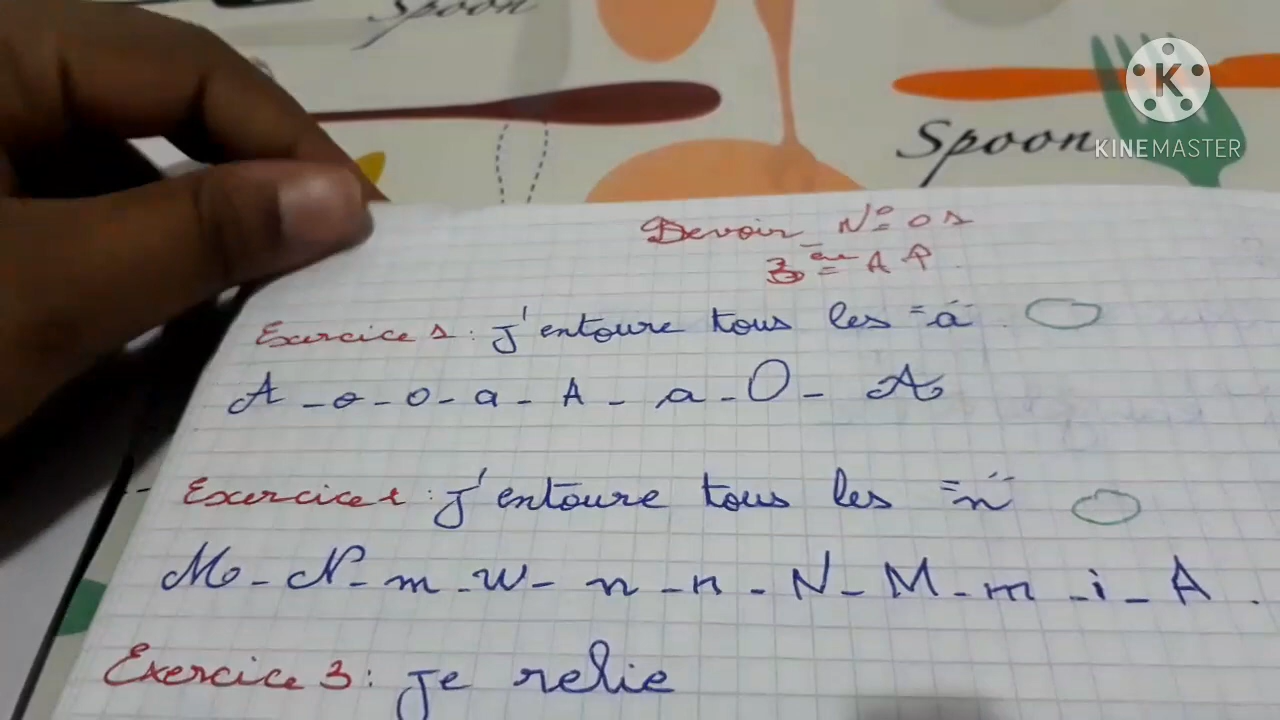 Spoon
K
Spoon
KINEMASTER
Devoir N° 01
3ème AP
Exercice 1: j'entoure tous les "a".
A - o - o - a - A - a - O - A
Exercice 2: j'entoure tous les "n"
M - N - m - w - n - n - N - M - m - i - A.
Exercice 3: je relie